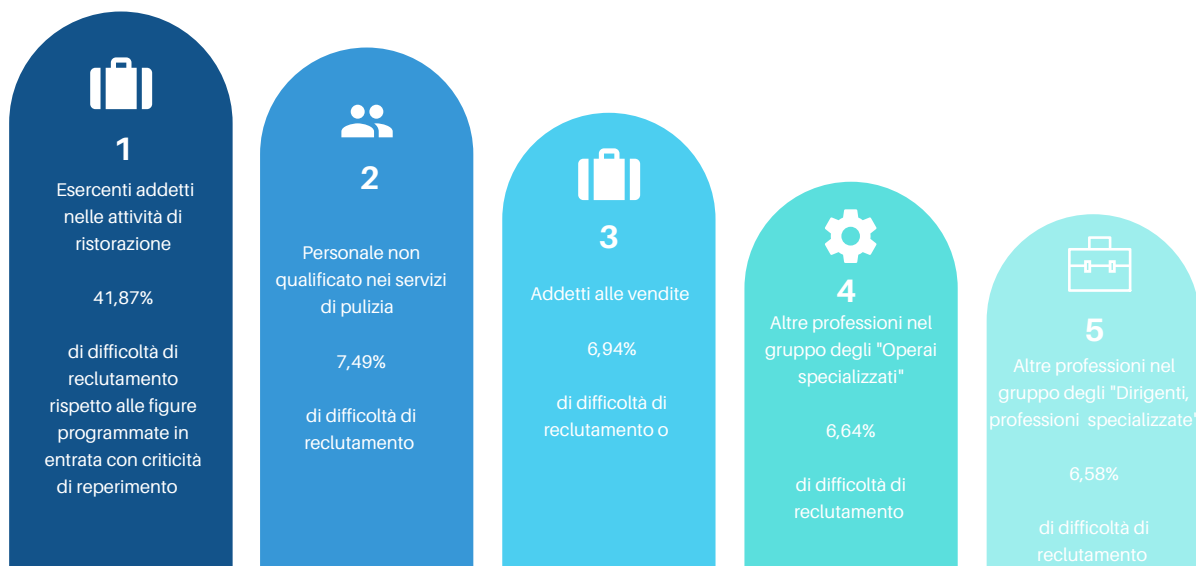 1
Esercenti addetti
nelle attività di
ristorazione
41,87%
di difficoltà di
reclutamento
rispetto alle figure
programmate in
entrata con criticità
di reperimento
2
Personale non
qualificato nei servizi
di pulizia
7,49%
di difficoltà di
reclutamento
3
Addetti alle vendite
6,94%
di difficoltà di
reclutamento o
4
Altre professioni nel
gruppo degli "Operai
specializzati"
6,64%
di difficoltà di
reclutamento
5
Altre professioni nel
gruppo degli "Dirigenti,
professioni specializzate"
6,58%
di difficoltà di
reclutamento